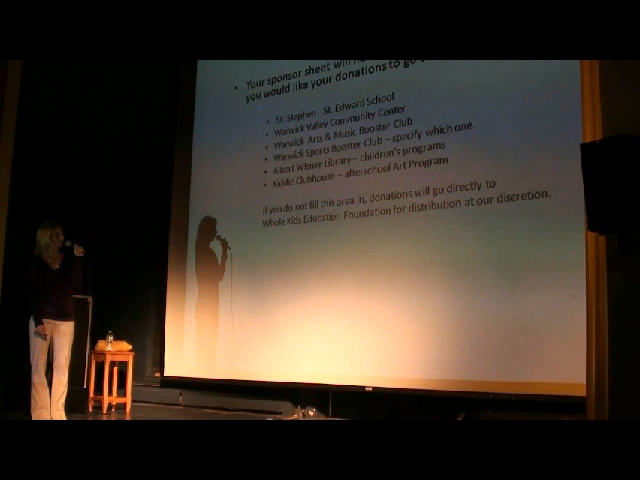 • Your sponsor sheet will
you would like your donations to go
• St. Stephen - St. Edward School
• Warwick Valley Community Center
• Warwick Arts & Music Booster Club
• Warwick Sports Booster Club – specify which one.
• Albert Wisner Library – children's programs
• Kiddie Clubhouse – afterschool Art Program
If you do not fill this area in, donations will go directly to
Whole Kids Education Foundation for distribution at our discretion.